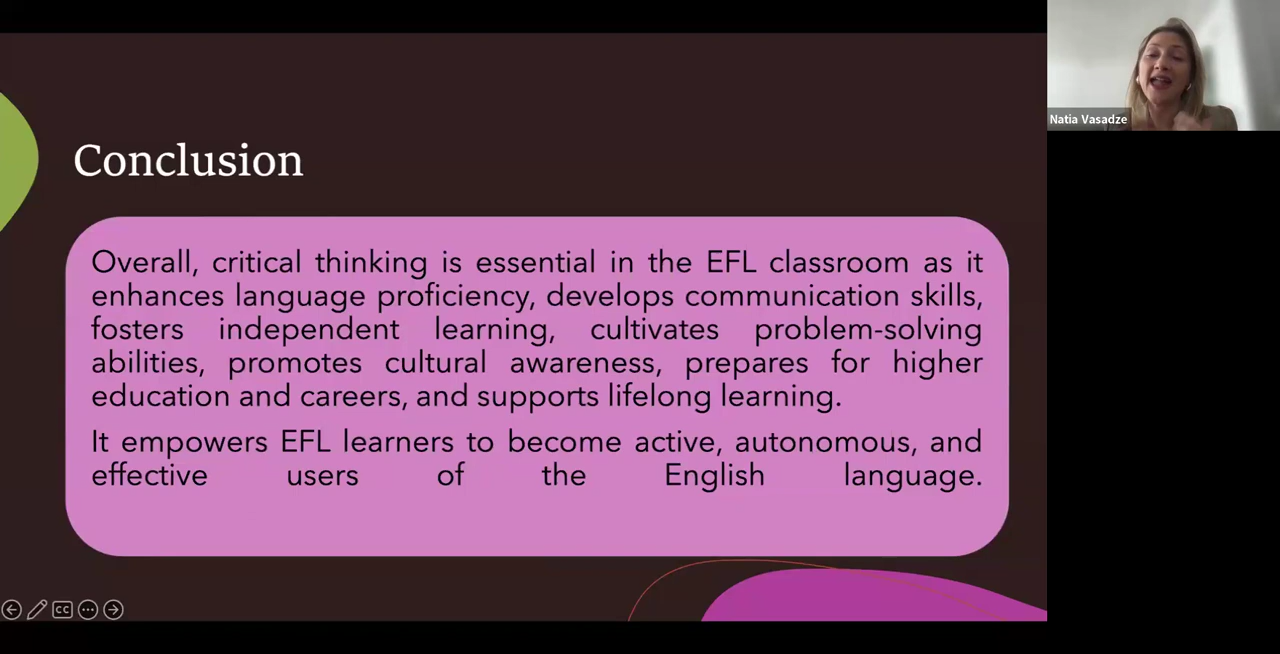 Natia Vasadze
Conclusion
Overall, critical thinking is essential in the EFL classroom as it
enhances language proficiency, develops communication skills,
fosters independent learning, cultivates problem-solving
abilities, promotes cultural awareness, prepares for higher
education and careers, and supports lifelong learning.
It empowers EFL learners to become active, autonomous, and
effective users of the English language.
CC